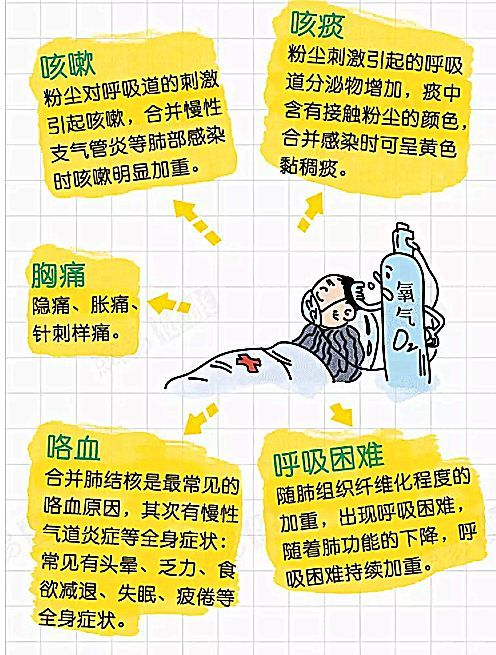 咳嗽
粉尘对呼吸道的刺激
引起咳嗽，合并慢性
支气管炎等肺部感染
时咳嗽明显加重。
咳痰
粉尘刺激引起的呼吸
道分泌物增加，痰中
含有接触粉尘的颜色，
合并感染时可呈黄色
黏稠痰。
胸痛
隐痛、胀痛、
针刺样痛。
氧
气
O2
咯血
合并肺结核是最常见的
咯血原因，其次有慢性
气道炎症等全身症状：
常见有头晕、乏力、食
欲减退、失眠、疲倦等
全身症状。
呼吸困难
随肺组织纤维化程度的
加重，出现呼吸困难，
随着肺功能的下降，呼
吸困难持续加重。